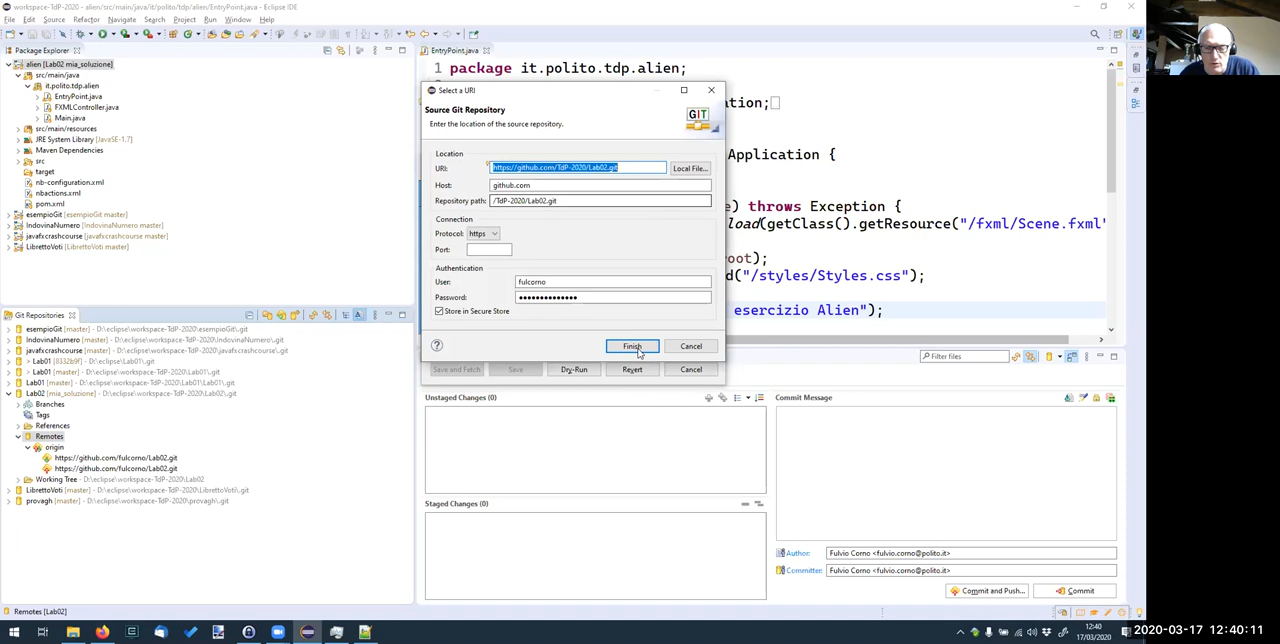 workspace-TdP-2020 - alien/src/main/java/it/polito/tdp/alien/EntryPoint.java - Eclipse IDE
File Edit Source Refactor Navigate Search Project Run Window Help
Package Explorer
alien [Lab02 mia_soluzione]
src/main/java
it.polito.tdp.alien
EntryPoint.java
FXMLController.java
Main.java
src/main/resources
JRE System Library [JavaSE-1.7]
Maven Dependencies
src
target
nb-configuration.xml
nbactions.xml
pom.xml
esempioGit [esempioGit master]
IndovinaNumero [IndovinaNumero master]
javafxcrashcourse [javafxcrashcourse master]
LibrettoVoti [LibrettoVoti master]
Git Repositories
esempioGit [master] - D:\eclipse\workspace-TdP-2020\esempioGit\.git
IndovinaNumero [master] - D:\eclipse\workspace-TdP-2020\IndovinaNumero\.git
javafxcrashcourse [master] - D:\eclipse\workspace-TdP-2020\javafxcrashcourse\.git
> Lab01 [8332b9f] - D:\eclipse\Lab01\.git
> Lab01 [master] - D:\eclipse\workspace-TdP-2020\Lab01\Lab01\.git
Lab01 [master] - D:\eclipse\workspace-TdP-2020\Lab01\.git
Lab02 [mia_soluzione] - D:\eclipse\workspace-TdP-2020\Lab02\.git
Branches
Tags
References
Remotes
origin
https://github.com/fulcorno/Lab02.git
https://github.com/fulcorno/Lab02.git
Working Tree - D:\eclipse\workspace-TdP-2020\Lab02
LibrettoVoti [master] - D:\eclipse\workspace-TdP-2020\LibrettoVoti\.git
provagh [master] - D:\eclipse\workspace-TdP-2020\provagh\.git
Remotes [Lab02]
EntryPoint.java
1 package it.polito.tdp.alien;
ation;
Application {
e) throws Exception {
load(getClass().getResource("/fxml/Scene.fxml"
oot);
d("/styles/Styles.css");
esercizio Alien");
Select a URI
Source Git Repository
Enter the location of the source repository.
GIT
Location
URI: https://github.com/TdP-2020/Lab02.git Local File...
Host: github.com
Repository path: /TdP-2020/Lab02.git
Connection
Protocol: https
Port:
Authentication
User: fulcorno
Password: ••••••••••••••
Store in Secure Store
Finish Cancel
Save and Fetch Save Dry-Run Revert Cancel
Filter files
Unstaged Changes (0)
Staged Changes (0)
Commit Message
Author: Fulvio Corno <fulvio.corno@polito.it>
Committer: Fulvio Corno <fulvio.corno@polito.it>
Commit and Push... Commit
12:40
17/03/2020
2020-03-17 12:40:11